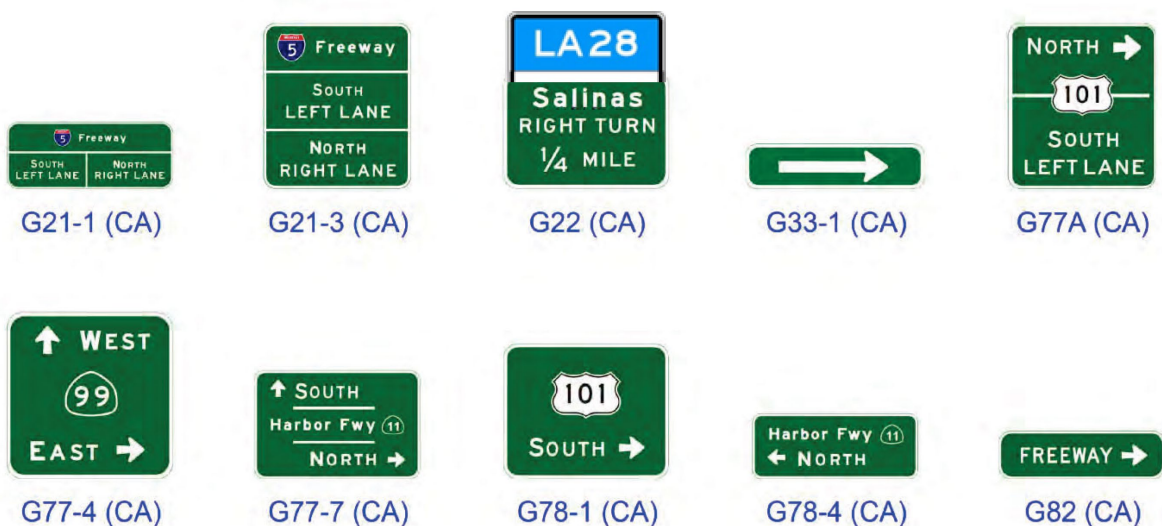 5 Freeway
SOUTH
LEFT LANE
NORTH
RIGHT LANE
G21-1 (CA)
5 Freeway
SOUTH
LEFT LANE
NORTH
RIGHT LANE
G21-3 (CA)
LA28
Salinas
RIGHT TURN
1/4 MILE
G22 (CA)
G33-1 (CA)
NORTH
101
SOUTH
LEFT LANE
G77A (CA)
WEST
99
EAST
G77-4 (CA)
SOUTH
Harbor Fwy 11
NORTH
G77-7 (CA)
101
SOUTH
G78-1 (CA)
Harbor Fwy 11
NORTH
G78-4 (CA)
FREEWAY
G82 (CA)